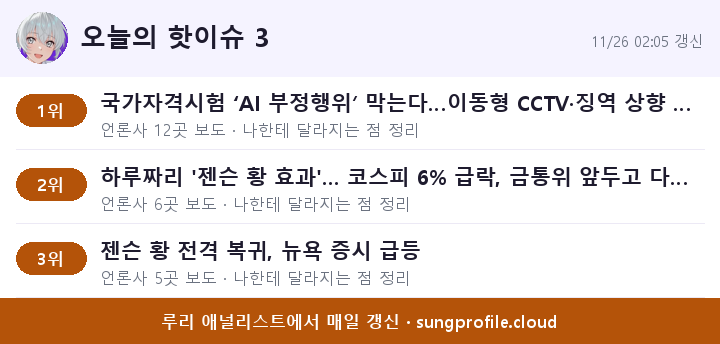 오늘의 핫이슈 3
11/26 02:05 갱신
1위
국가자격시험 ‘AI 부정행위’ 막는다…이동형 CCTV·징역 상향 …
언론사 12곳 보도 · 나한테 달라지는 점 정리
2위
하루짜리 '젠슨 황 효과'… 코스피 6% 급락, 금통위 앞두고 다…
언론사 6곳 보도 · 나한테 달라지는 점 정리
3위
젠슨 황 전격 복귀, 뉴욕 증시 급등
언론사 5곳 보도 · 나한테 달라지는 점 정리
루리 애널리스트에서 매일 갱신 · sungprofile.cloud